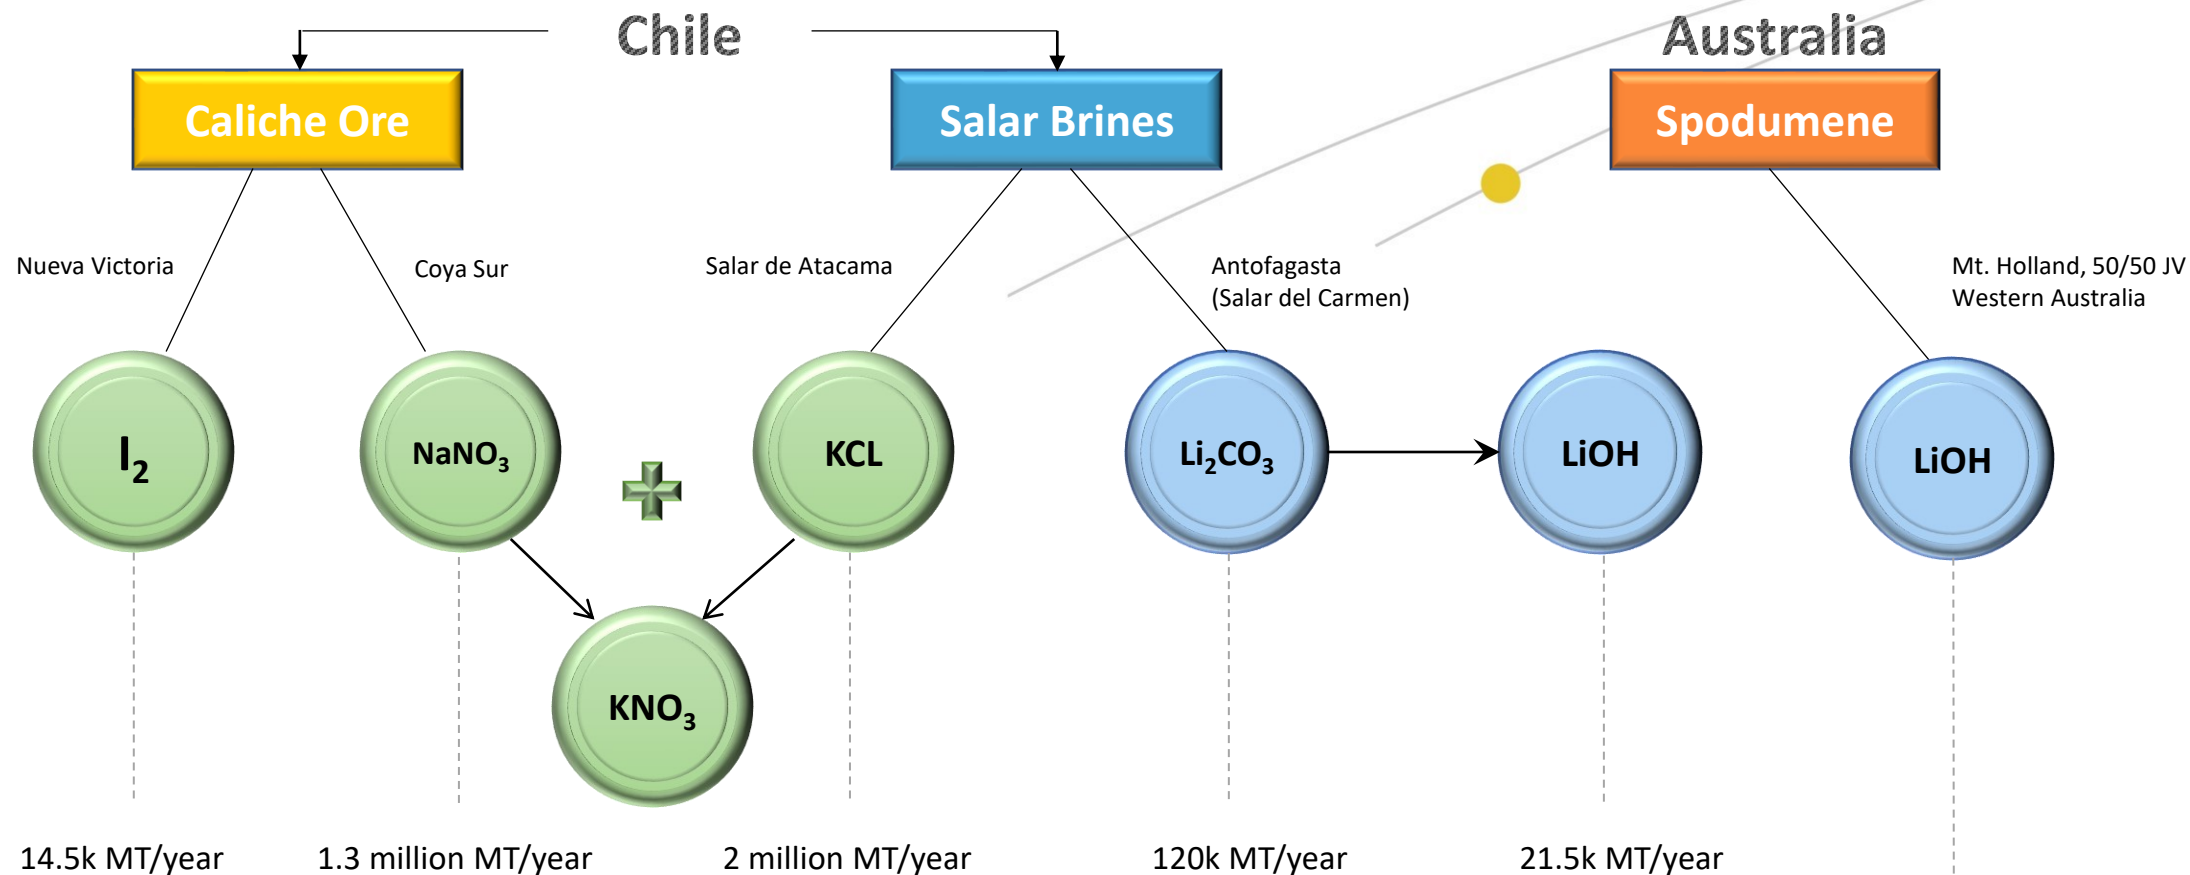 Chile
Australia
Caliche Ore
Salar Brines
Spodumene
Nueva Victoria
Coya Sur
Salar de Atacama
Antofagasta
(Salar del Carmen)
Mt. Holland, 50/50 JV
Western Australia
I₂
NaNO₃
KCL
Li₂CO₃
LiOH
LiOH
KNO₃
14.5k MT/year
1.3 million MT/year
2 million MT/year
120k MT/year
21.5k MT/year